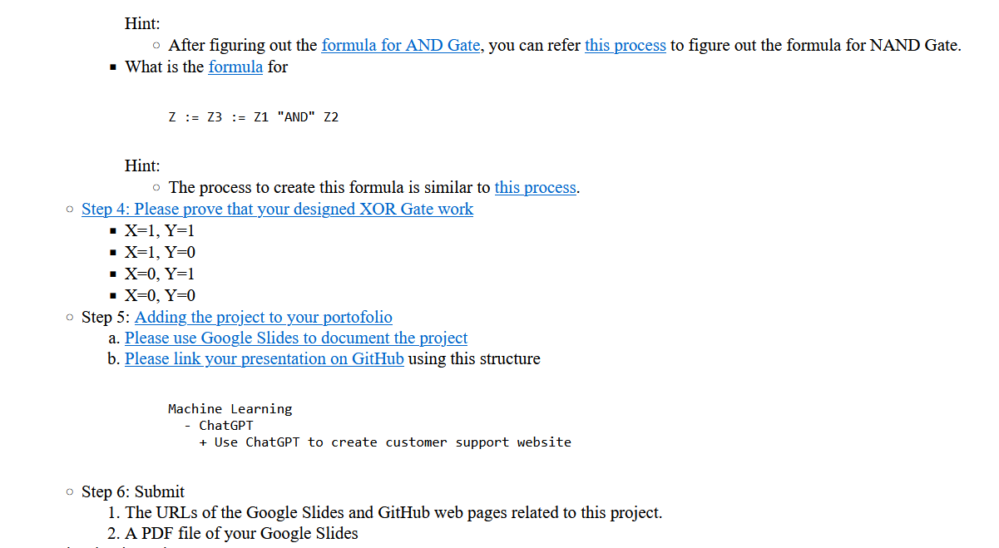 Hint:
After figuring out the formula for AND Gate, you can refer this process to figure out the formula for NAND Gate.
What is the formula for
Z := Z3 := Z1 "AND" Z2
Hint:
The process to create this formula is similar to this process.
Step 4: Please prove that your designed XOR Gate work
X=1, Y=1
X=1, Y=0
X=0, Y=1
X=0, Y=0
Step 5: Adding the project to your portofolio
a. Please use Google Slides to document the project
b. Please link your presentation on GitHub using this structure
Machine Learning
- ChatGPT
+ Use ChatGPT to create customer support website
Step 6: Submit
1. The URLs of the Google Slides and GitHub web pages related to this project.
2. A PDF file of your Google Slides